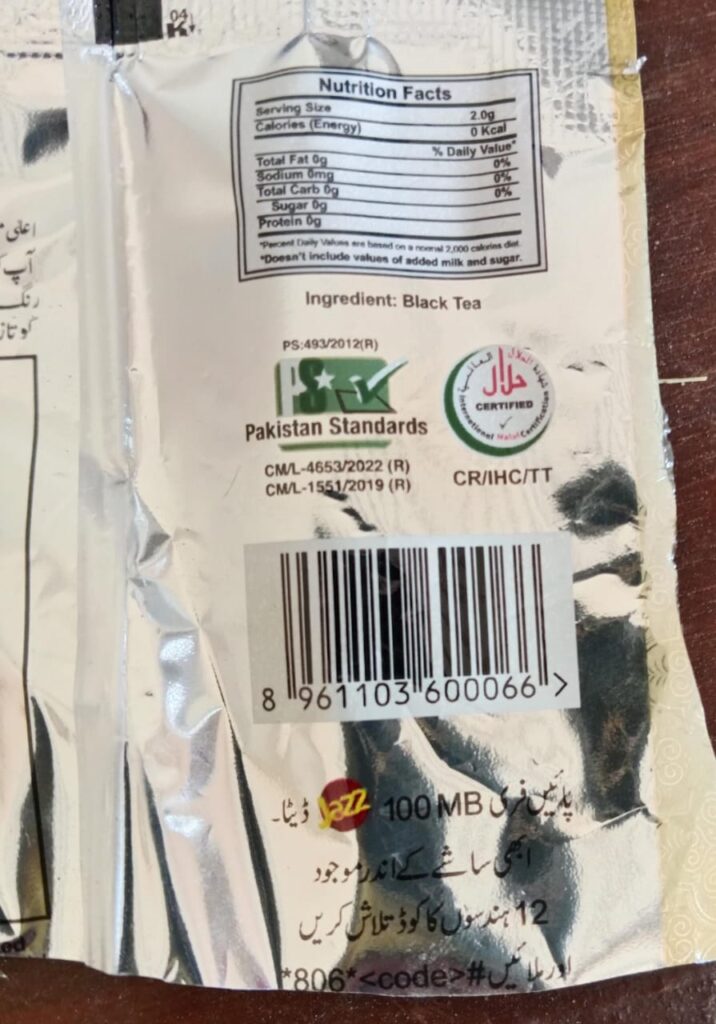 04
K
Nutrition Facts
Serving Size 2.0g
Calories (Energy) 0 Kcal
% Daily Value*
Total Fat 0g 0%
Sodium 0mg 0%
Total Carb 0g 0%
Sugar 0g
Protein 0g
*Percent Daily Values are based on a normal 2,000 calories diet.
*Doesn't include values of added milk and sugar.
Ingredient: Black Tea
PS:493/2012(R)
PS
Pakistan Standards
CM/L-4653/2022 (R)
CM/L-1551/2019 (R)
حلال
CERTIFIED
International Halal Certification
CR/IHC/TT
8 961103 600066 >
پائیں فری 100 MB Jazz ڈیٹا۔
ابھی ساشے کے اندر موجود
12 ہندسوں کا کوڈ تلاش کریں
اور ملائیں *806*<code>#
اعلیٰ
آپ
رنگ